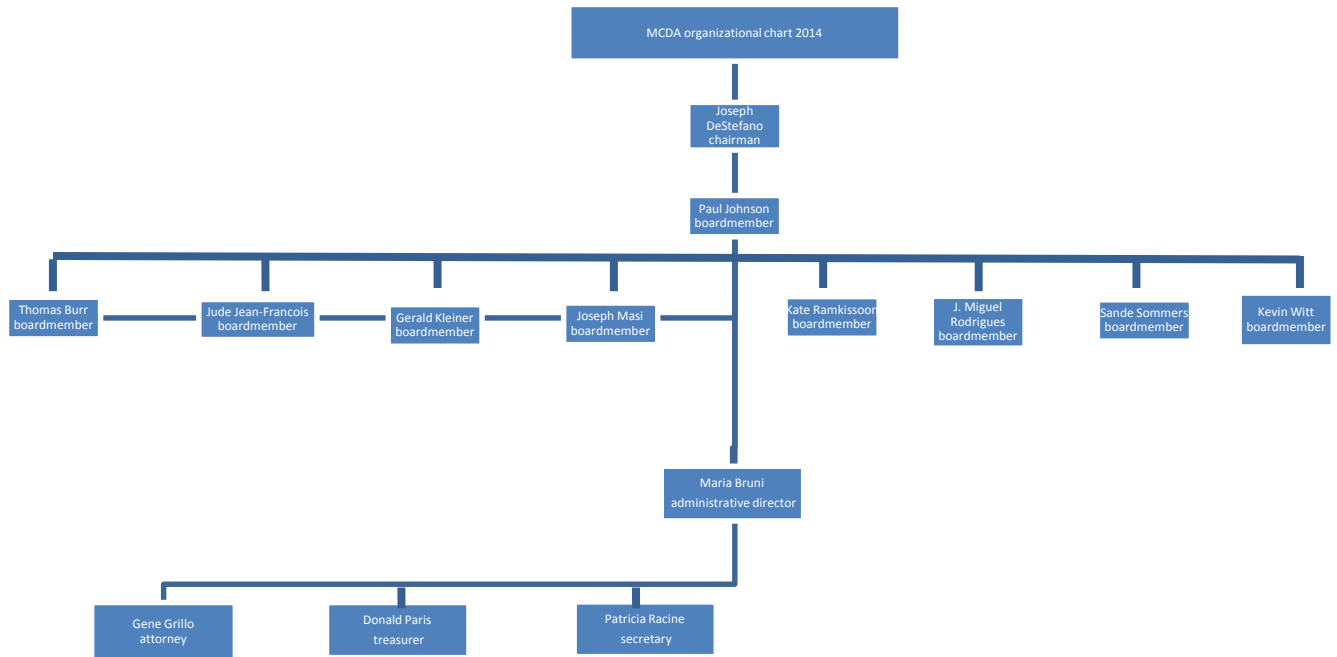 MCDA organizational chart 2014
Joseph
DeStefano
chairman
Paul Johnson
boardmember
Thomas Burr
boardmember
Jude Jean-Francois
boardmember
Gerald Kleiner
boardmember
Joseph Masi
boardmember
Kate Ramkissoon
boardmember
J. Miguel
Rodrigues
boardmember
Sande Sommers
boardmember
Kevin Witt
boardmember
Maria Bruni
administrative director
Gene Grillo
attorney
Donald Paris
treasurer
Patricia Racine
secretary